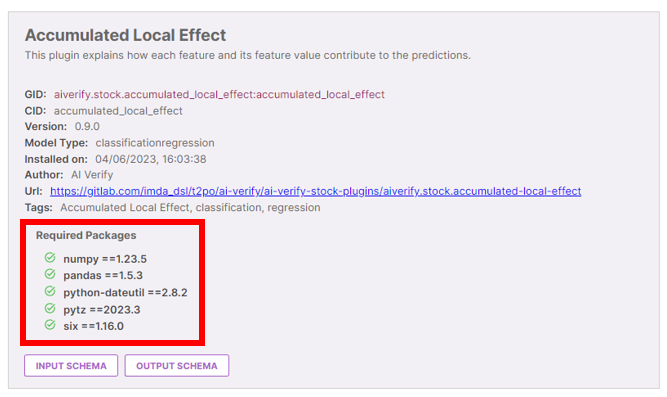 Accumulated Local Effect
This plugin explains how each feature and its feature value contribute to the predictions.
GID: aiverify.stock.accumulated_local_effect:accumulated_local_effect
CID: accumulated_local_effect
Version: 0.9.0
Model Type: classificationregression
Installed on: 04/06/2023, 16:03:38
Author: AI Verify
Url: https://gitlab.com/imda_dsl/t2po/ai-verify/ai-verify-stock-plugins/aiverify.stock.accumulated-local-effect
Tags: Accumulated Local Effect, classification, regression
Required Packages
numpy ==1.23.5
pandas ==1.5.3
python-dateutil ==2.8.2
pytz ==2023.3
six ==1.16.0
INPUT SCHEMA OUTPUT SCHEMA